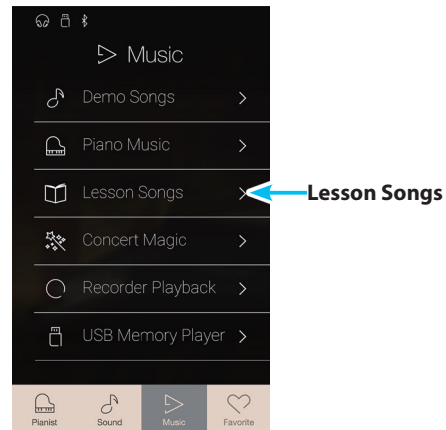 Music
Demo Songs
Piano Music
Lesson Songs
Lesson Songs
Concert Magic
Recorder Playback
USB Memory Player
Pianist Sound Music Favorite